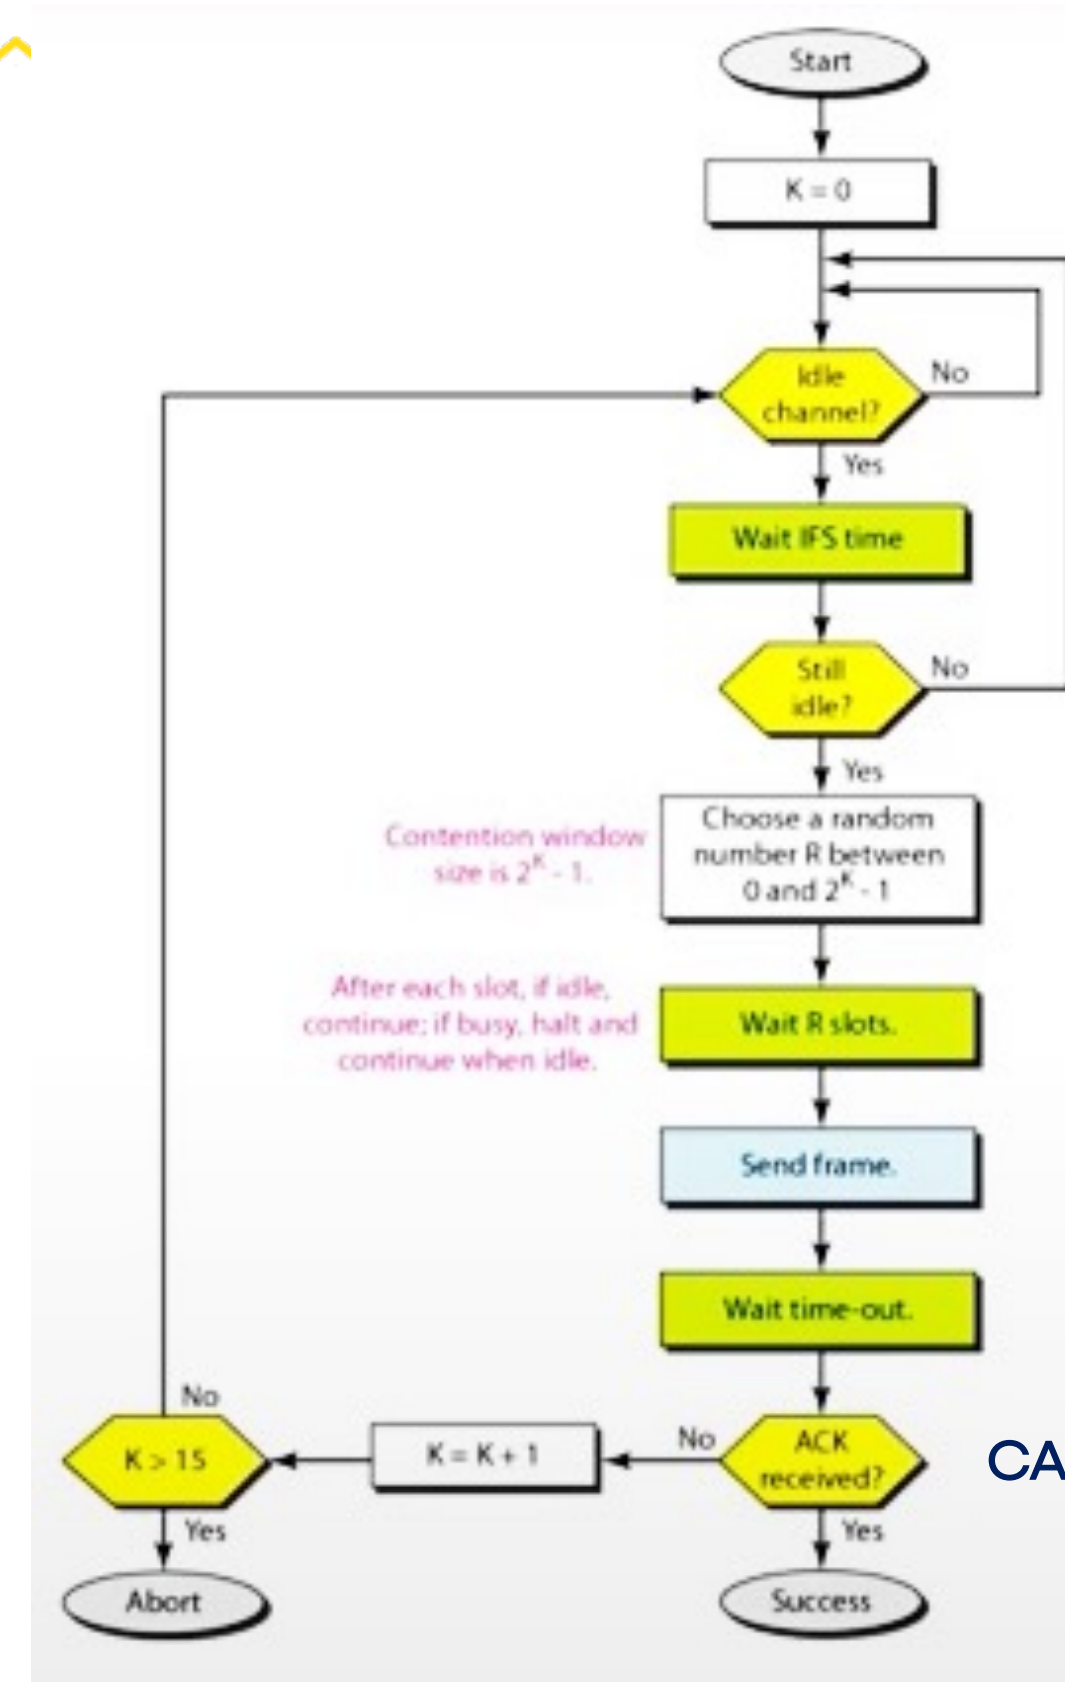 Start
K = 0
Idle
channel?
No
Yes
Wait IFS time
Still
idle?
No
Yes
Contention window
size is 2^K - 1.
Choose a random
number R between
0 and 2^K - 1
After each slot, if idle,
continue; if busy, halt and
continue when idle.
Wait R slots.
Send frame.
Wait time-out.
No
K > 15
K = K + 1
No
ACK
received?
CA
Yes
Yes
Abort
Success